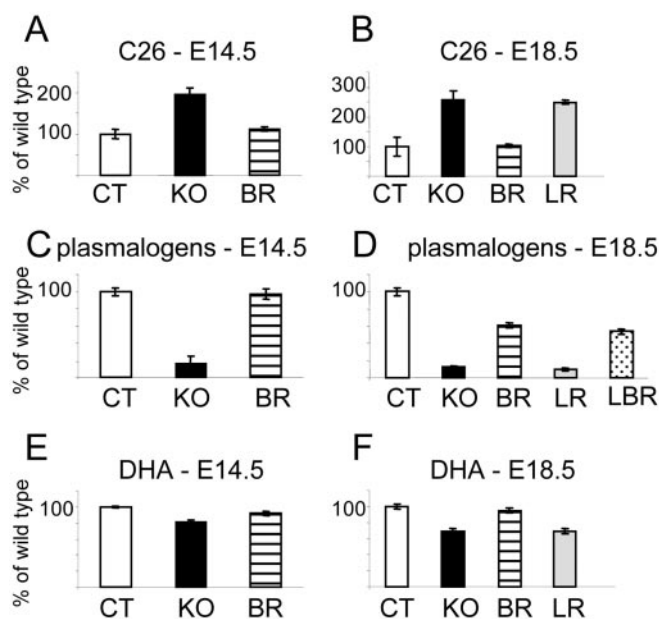 A
C26 - E14.5
% of wild type
200
100
CT KO BR
B
C26 - E18.5
300
200
100
CT KO BR LR
C plasmalogens - E14.5
% of wild type
100
CT KO BR
D plasmalogens - E18.5
100
CT KO BR LR LBR
E
DHA - E14.5
% of wild type
100
CT KO BR
F
DHA - E18.5
100
CT KO BR LR